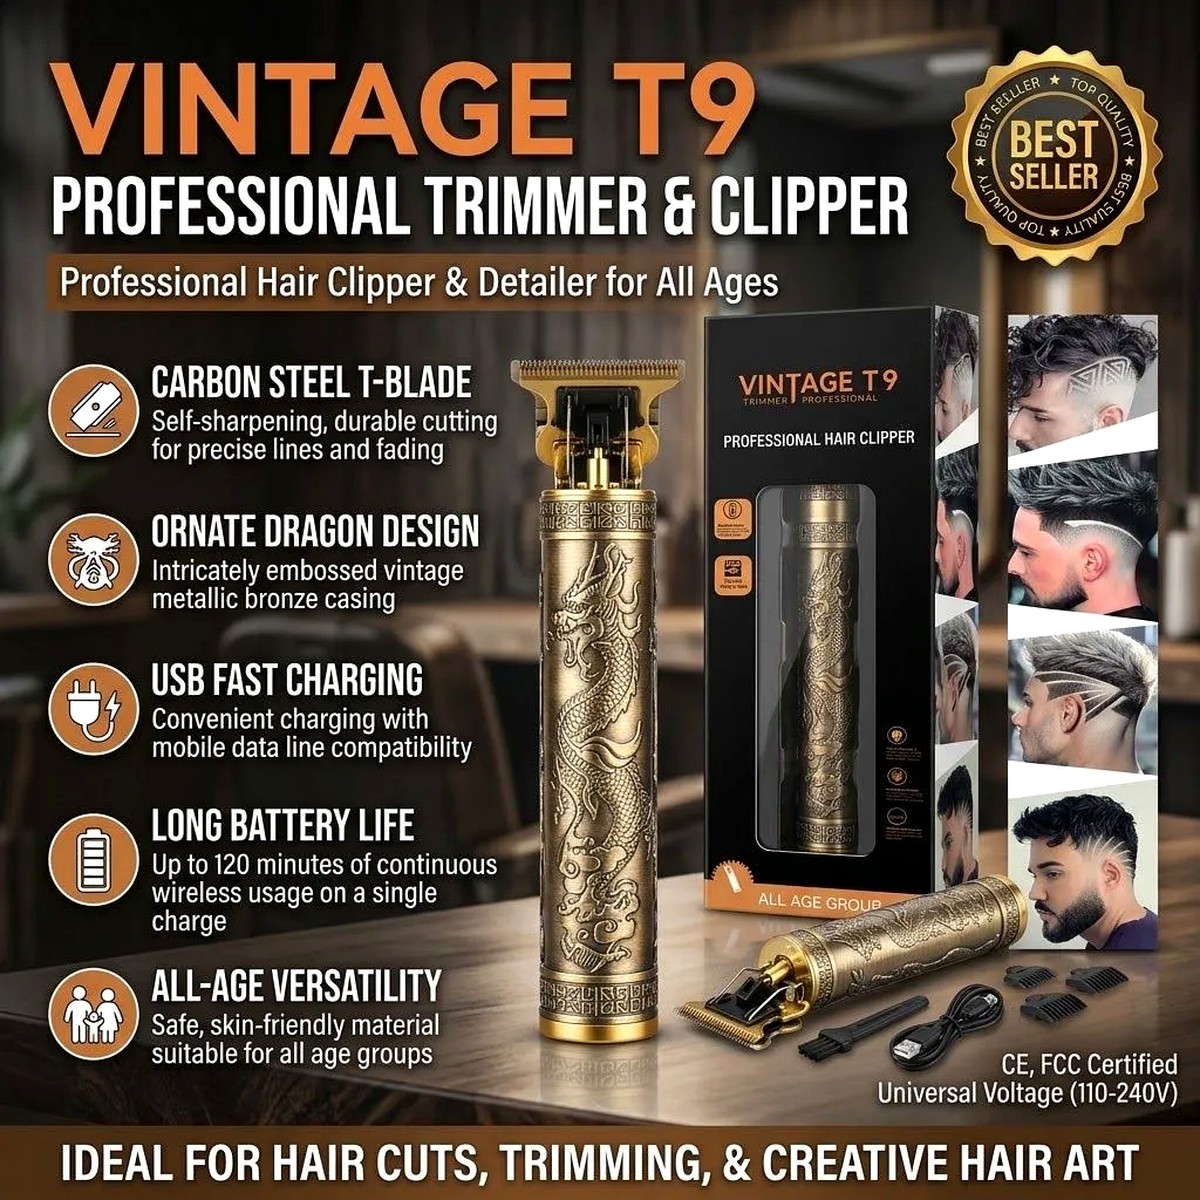 VINTAGE T9
PROFESSIONAL TRIMMER & CLIPPER
Professional Hair Clipper & Detailer for All Ages
BEST SELLER ★ TOP QUALITY ★ BEST SUALITY ★ TOP QUALITY ★
BEST
SELLER
CARBON STEEL T-BLADE
Self-sharpening, durable cutting
for precise lines and fading
ORNATE DRAGON DESIGN
Intricately embossed vintage
metallic bronze casing
USB FAST CHARGING
Convenient charging with
mobile data line compatibility
LONG BATTERY LIFE
Up to 120 minutes of continuous
wireless usage on a single
charge
ALL-AGE VERSATILITY
Safe, skin-friendly material
suitable for all age groups
VINTAGE T9
TRIMMER PROFESSIONAL
PROFESSIONAL HAIR CLIPPER
ALL AGE GROUP
CE, FCC Certified
Universal Voltage (110-240V)
IDEAL FOR HAIR CUTS, TRIMMING, & CREATIVE HAIR ART